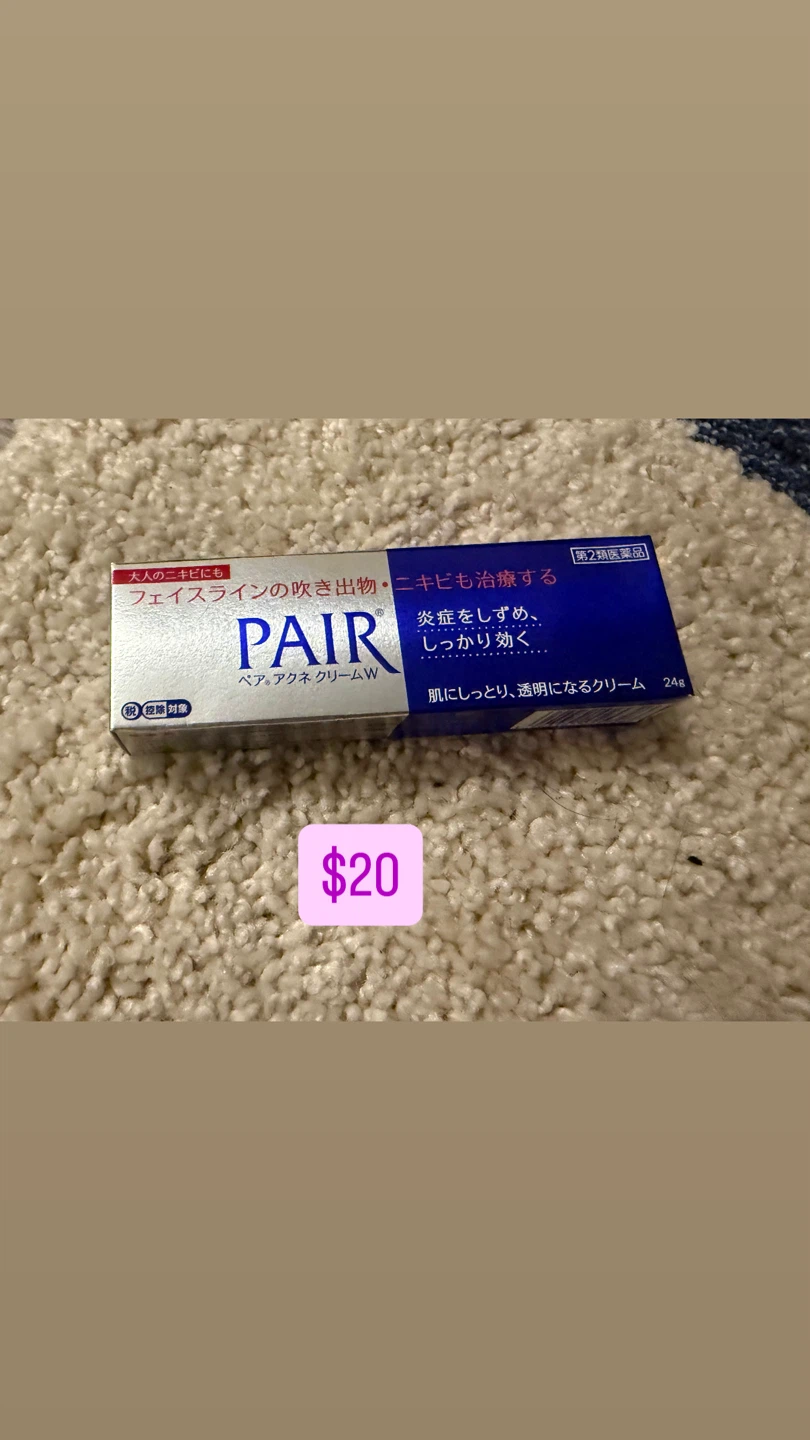 第2類医薬品
大人のニキビにも
フェイスラインの吹き出物・ニキビも治療する
PAIR®
ペア®アクネ クリームW
炎症をしずめ、
しっかり効く
肌にしっとり、透明になるクリーム 24g
税 控除 対象
$20